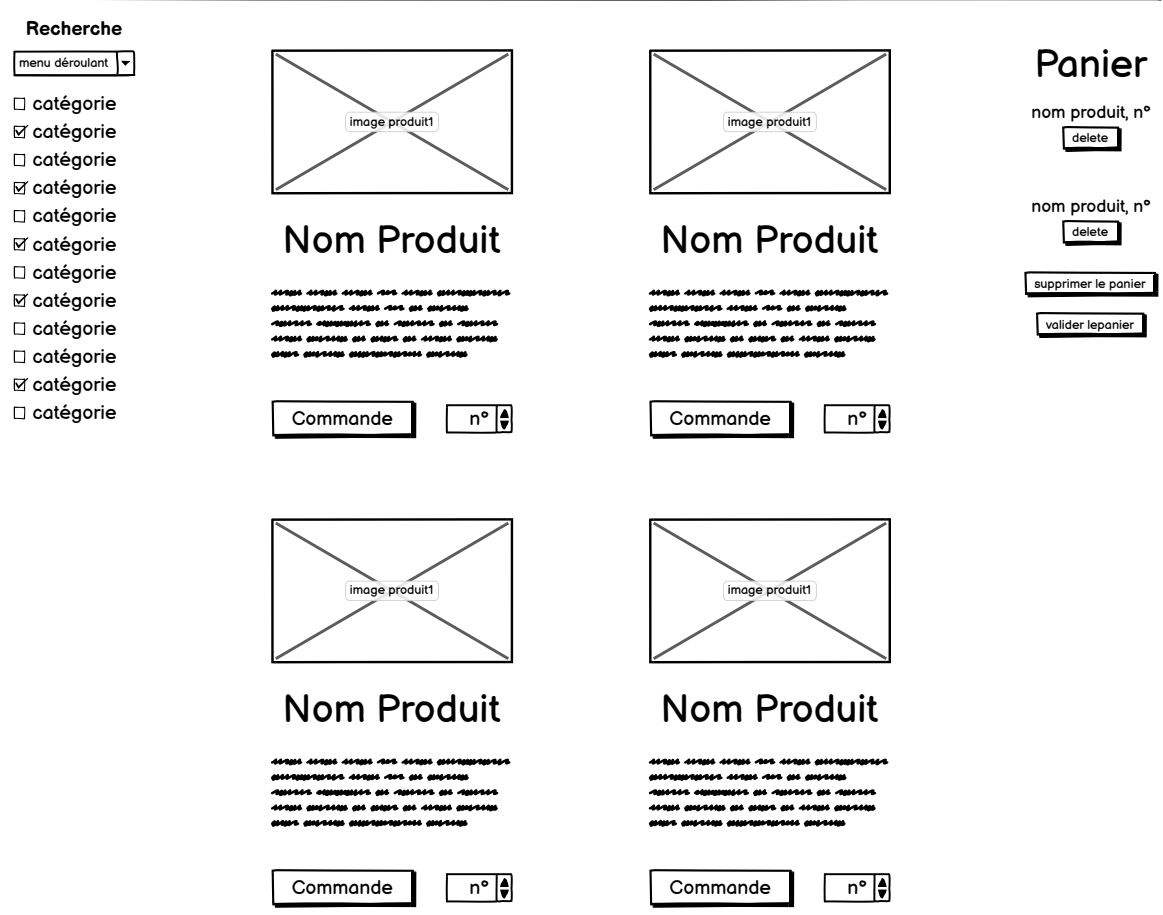 Recherche
menu déroulant
catégorie
catégorie
catégorie
catégorie
catégorie
catégorie
catégorie
catégorie
catégorie
catégorie
catégorie
catégorie
image produit1
Nom Produit
Commande
n°
image produit1
Nom Produit
Commande
n°
image produit1
Nom Produit
Commande
n°
image produit1
Nom Produit
Commande
n°
Panier
nom produit, n°
delete
nom produit, n°
delete
supprimer le panier
valider lepanier